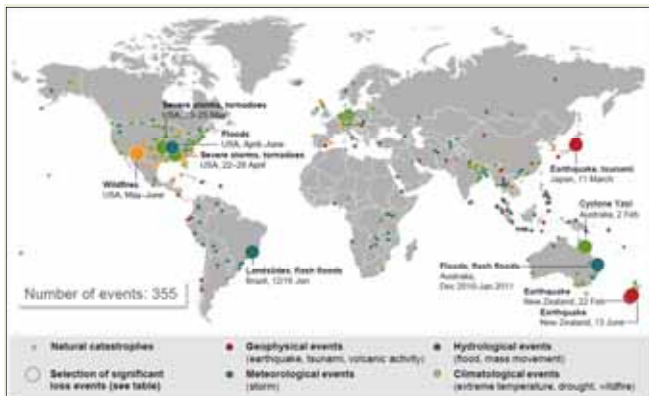 Severe storms, tornadoes
Floods
USA, April–June
Severe storms, tornadoes
USA, 22–28 April
Wildfires
USA, May–June
Earthquake, tsunami
Japan, 11 March
Cyclone Yasi
Australia, 2 Feb
Landslides, flash floods
Brazil, 12/16 Jan
Floods, flash floods
Australia,
Dec 2010-Jan 2011
Earthquake
New Zealand, 22 Feb
Earthquake
New Zealand, 13 June
Number of events: 355
Natural catastrophes
Selection of significant
loss events (see table)
Geophysical events
(earthquake, tsunami, volcanic activity)
Meteorological events
(storm)
Hydrological events
(flood, mass movement)
Climatological events
(extreme temperature, drought, wildfire)